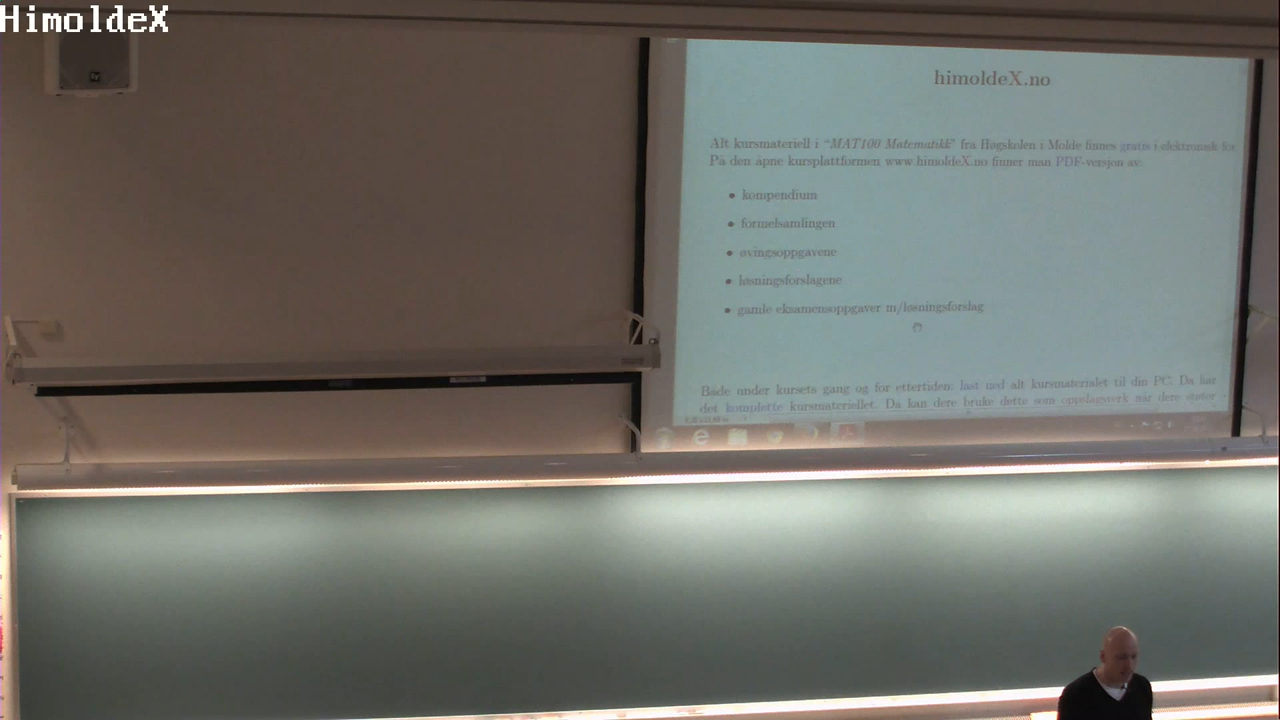 HimoldeX
himoldeX.no
Alt kursmateriell i "MAT100 Matematikk" fra Høgskolen i Molde finnes gratis i elektronisk for
På den åpne kursplattformen www.himoldeX.no finner man PDF-versjon av:
• kompendium
• formelsamlingen
• øvingsoppgavene
• løsningsforslagene
• gamle eksamensoppgaver m/løsningsforslag
Både under kursets gang og for ettertiden: last ned alt kursmaterialet til din PC. Da har
det komplette kursmateriellet. Da kan dere bruke dette som oppslagsverk når dere støter